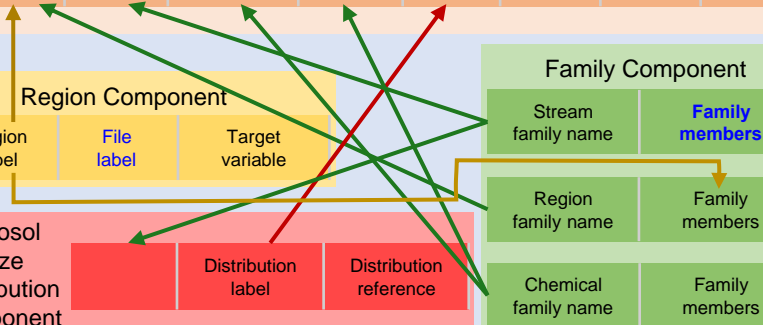 Family Component
Region Component
Stream
family name
Family
members
File
label
Target
variable
Region
family name
Family
members
Distribution
label
Distribution
reference
Chemical
family name
Family
members